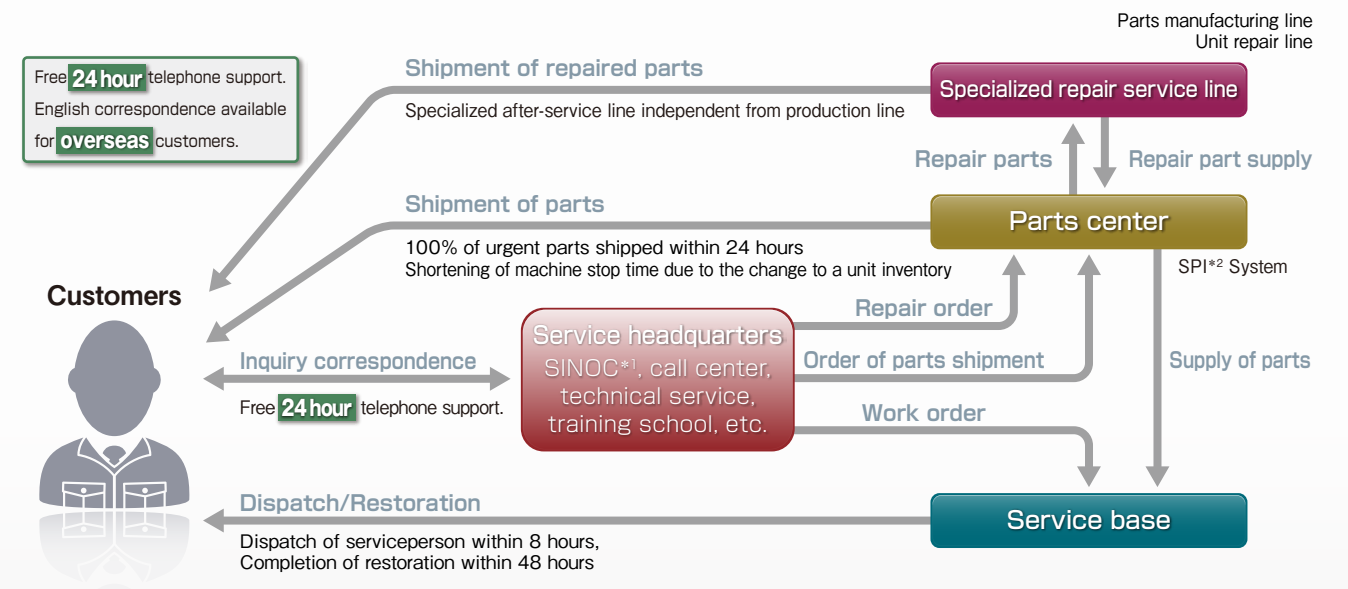 Parts manufacturing line
Unit repair line
Free 24 hour telephone support.
English correspondence available
for overseas customers.
Shipment of repaired parts
Specialized after-service line independent from production line
Specialized repair service line
Repair parts
Repair part supply
Shipment of parts
100% of urgent parts shipped within 24 hours
Shortening of machine stop time due to the change to a unit inventory
Parts center
SPI*2 System
Customers
Inquiry correspondence
Free 24 hour telephone support.
Service headquarters
SINOC*1, call center,
technical service,
training school, etc.
Repair order
Order of parts shipment
Supply of parts
Work order
Dispatch/Restoration
Dispatch of serviceperson within 8 hours,
Completion of restoration within 48 hours
Service base